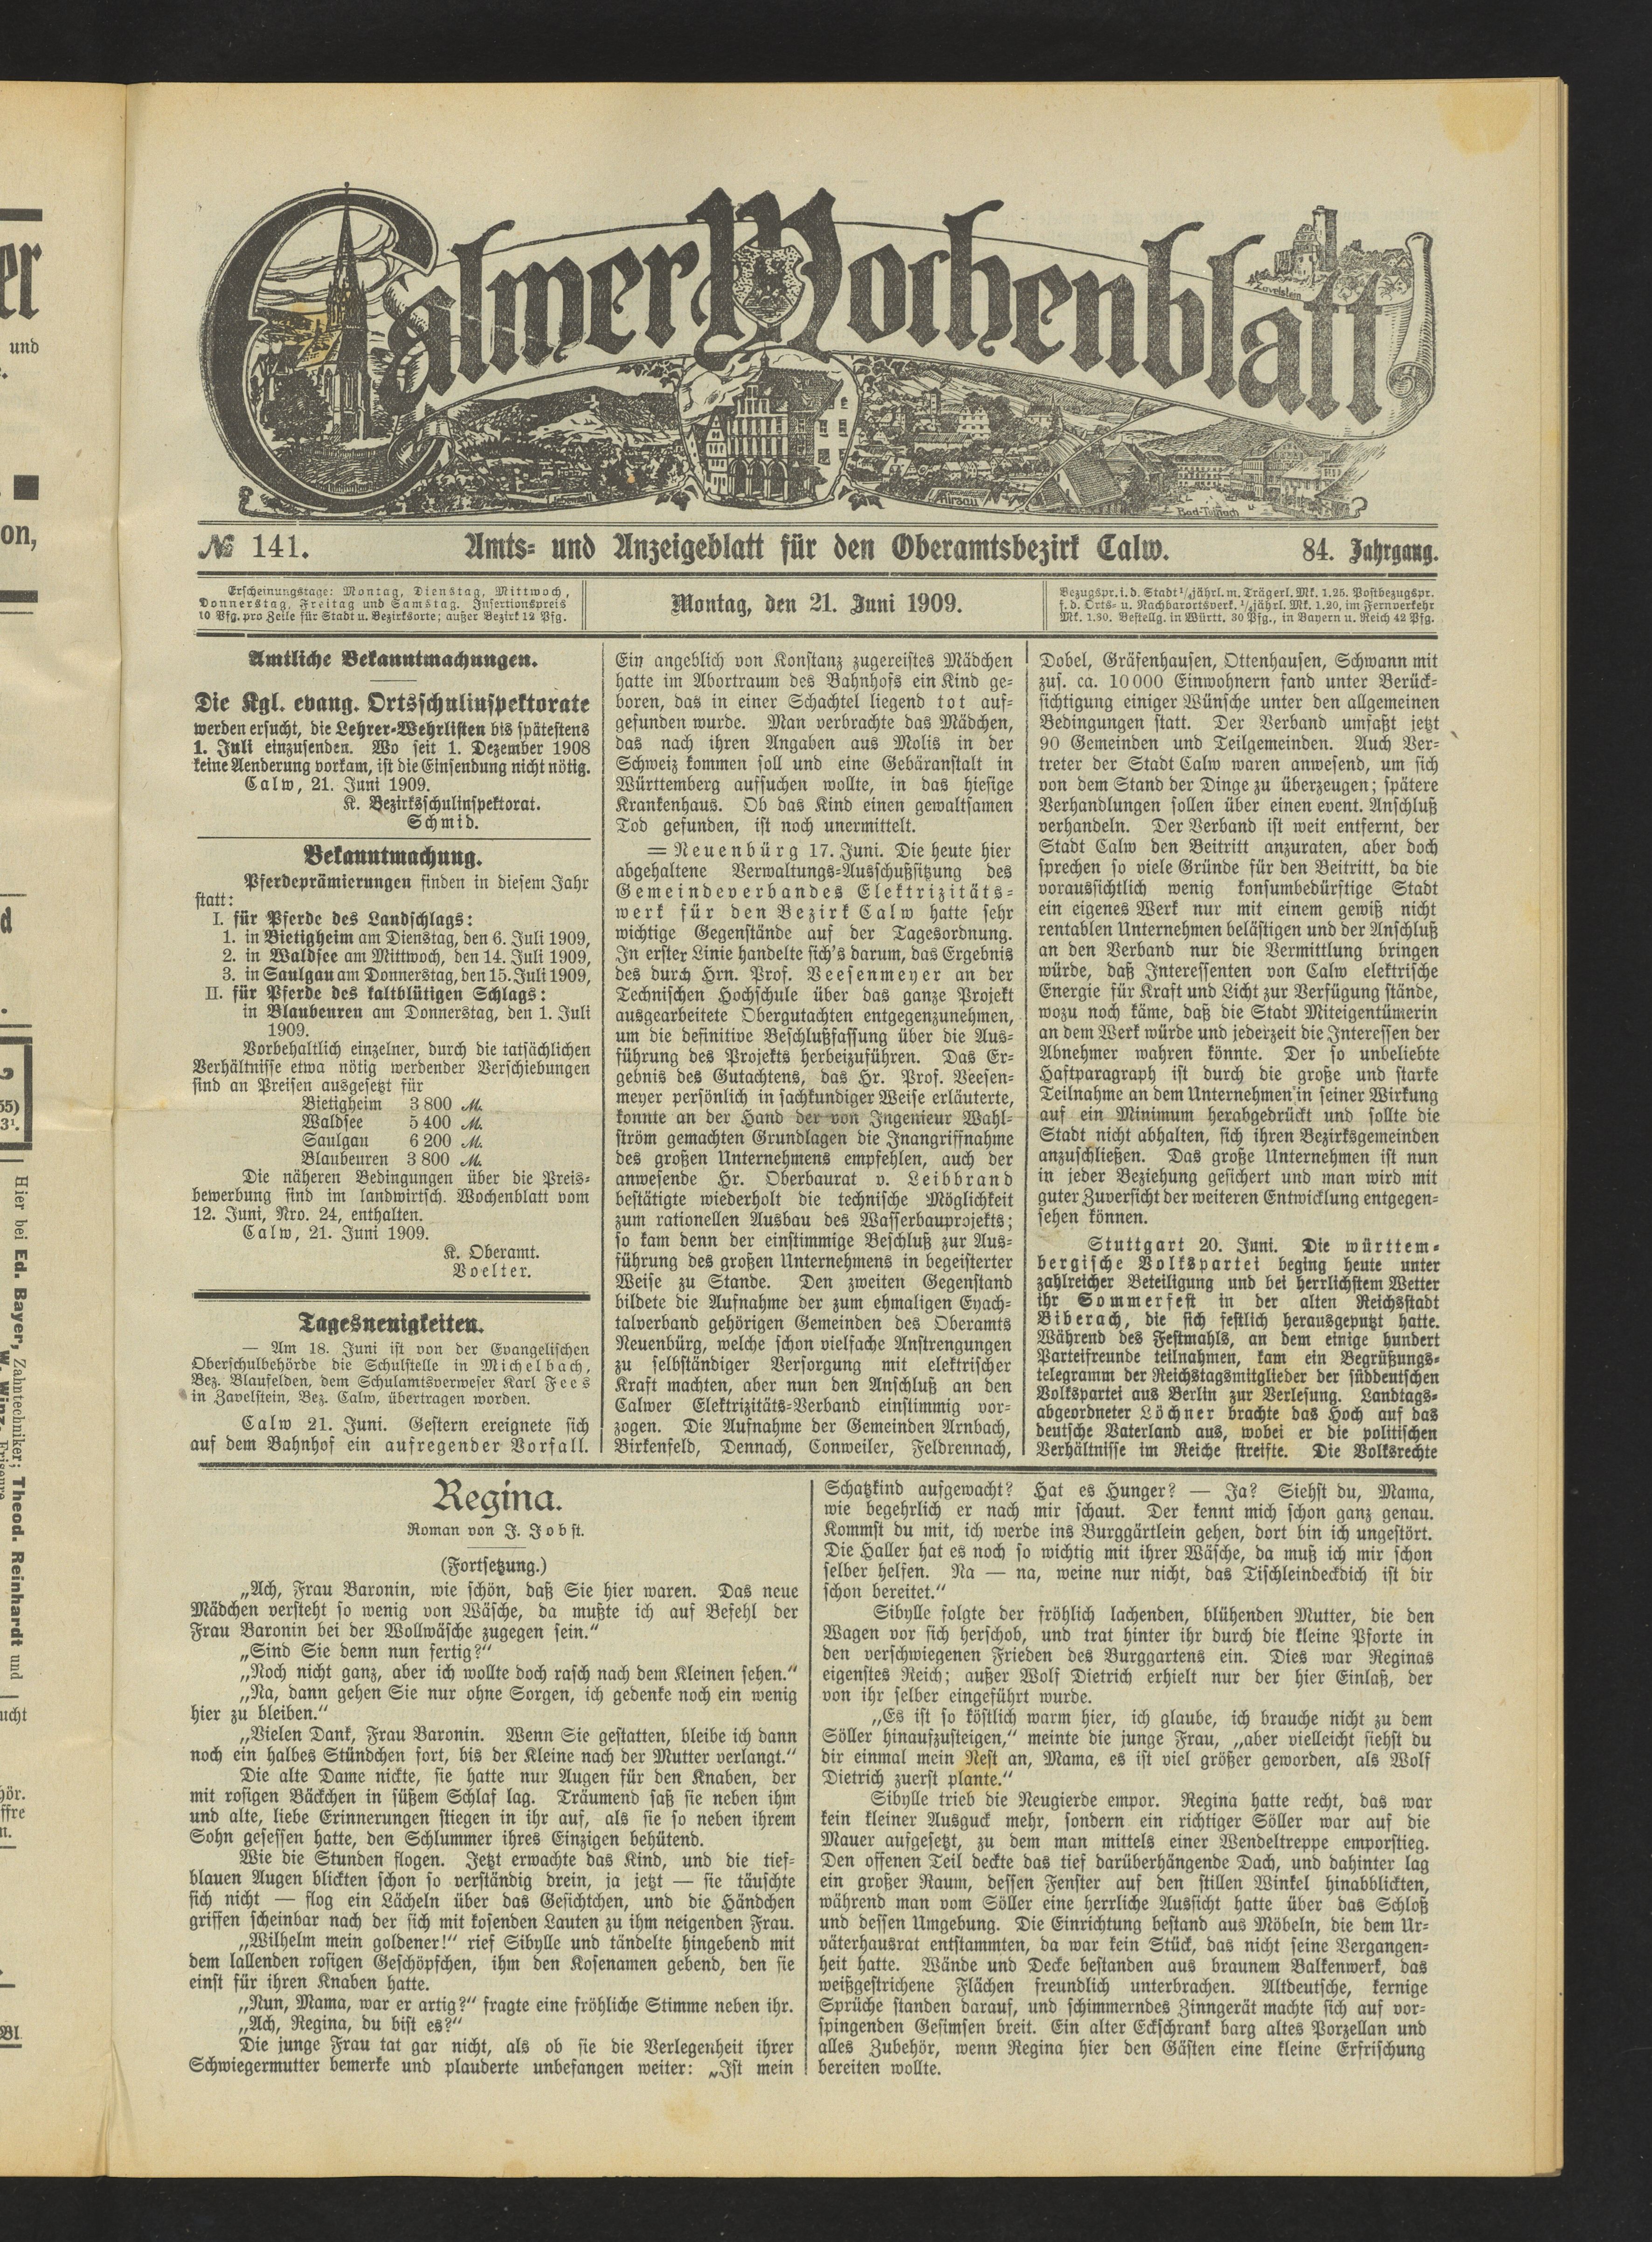 Calwer Wochenblatt
Zavelstein
Liebenzell
Hirsau
Bad-Teinach
№ 141.
Amts- und Anzeigeblatt für den Oberamtsbezirk Calw.
84. Jahrgang.
Erscheinungstage: Montag, Dienstag, Mittwoch,
Donnerstag, Freitag und Samstag. Insertionspreis
10 Pfg. pro Zeile für Stadt u. Bezirksorte; außer Bezirk 12 Pfg.
Montag, den 21. Juni 1909.
Bezugspr. i. d. Stadt ¼jährl. m. Trägerl. Mk. 1.25. Postbezugspr.
f. d. Orts- u. Nachbarortsverk. ¼jährl. Mk. 1.20, im Fernverkehr
Mk. 1.30. Bestellg. in Württ. 30 Pfg., in Bayern u. Reich 42 Pfg.
Amtliche Bekanntmachungen.
Die Kgl. evang. Ortsschulinspektorate
werden ersucht, die Lehrer-Wehrlisten bis spätestens
1. Juli einzusenden. Wo seit 1. Dezember 1908
keine Aenderung vorkam, ist die Einsendung nicht nötig.
Calw, 21. Juni 1909.
K. Bezirksschulinspektorat.
Schmid.
Bekanntmachung.
Pferdeprämierungen finden in diesem Jahr
statt:
I. für Pferde des Landschlags:
1. in Bietigheim am Dienstag, den 6. Juli 1909,
2. in Waldsee am Mittwoch, den 14. Juli 1909,
3. in Saulgau am Donnerstag, den 15. Juli 1909,
II. für Pferde des kaltblütigen Schlags:
in Blaubeuren am Donnerstag, den 1. Juli
1909.
Vorbehaltlich einzelner, durch die tatsächlichen
Verhältnisse etwa nötig werdender Verschiebungen
sind an Preisen ausgesetzt für
Bietigheim 3 800 M.
Waldsee 5 400 M.
Saulgau 6 200 M.
Blaubeuren 3 800 M.
Die näheren Bedingungen über die Preis-
bewerbung sind im landwirtsch. Wochenblatt vom
12. Juni, Nro. 24, enthalten.
Calw, 21. Juni 1909.
K. Oberamt.
Voelter.
Tagesneuigkeiten.
— Am 18. Juni ist von der Evangelischen
Oberschulbehörde die Schulstelle in Michelbach,
Bez. Blaufelden, dem Schulamtsverweser Karl Fees
in Zavelstein, Bez. Calw, übertragen worden.
Calw 21. Juni. Gestern ereignete sich
auf dem Bahnhof ein aufregender Vorfall.
Ein angeblich von Konstanz zugereistes Mädchen
hatte im Abortraum des Bahnhofs ein Kind ge-
boren, das in einer Schachtel liegend tot auf-
gefunden wurde. Man verbrachte das Mädchen,
das nach ihren Angaben aus Molis in der
Schweiz kommen soll und eine Gebäranstalt in
Württemberg aufsuchen wollte, in das hiesige
Krankenhaus. Ob das Kind einen gewaltsamen
Tod gefunden, ist noch unermittelt.
= Neuenbürg 17. Juni. Die heute hier
abgehaltene Verwaltungs-Ausschußsitzung des
Gemeindeverbandes Elektrizitäts-
werk für den Bezirk Calw hatte sehr
wichtige Gegenstände auf der Tagesordnung.
In erster Linie handelte sich's darum, das Ergebnis
des durch Hrn. Prof. Veesenmeyer an der
Technischen Hochschule über das ganze Projekt
ausgearbeitete Obergutachten entgegenzunehmen,
um die definitive Beschlußfassung über die Aus-
führung des Projekts herbeizuführen. Das Er-
gebnis des Gutachtens, das Hr. Prof. Veesen-
meyer persönlich in sachkundiger Weise erläuterte,
konnte an der Hand der von Ingenieur Wahl-
ström gemachten Grundlagen die Inangriffnahme
des großen Unternehmens empfehlen, auch der
anwesende Hr. Oberbaurat v. Leibbrand
bestätigte wiederholt die technische Möglichkeit
zum rationellen Ausbau des Wasserbauprojekts;
so kam denn der einstimmige Beschluß zur Aus-
führung des großen Unternehmens in begeisterter
Weise zu Stande. Den zweiten Gegenstand
bildete die Aufnahme der zum ehmaligen Eyach-
talverband gehörigen Gemeinden des Oberamts
Neuenbürg, welche schon vielfache Anstrengungen
zu selbständiger Versorgung mit elektrischer
Kraft machten, aber nun den Anschluß an den
Calwer Elektrizitäts-Verband einstimmig vor-
zogen. Die Aufnahme der Gemeinden Arnbach,
Birkenfeld, Dennach, Conweiler, Feldrennach,
Dobel, Gräfenhausen, Ottenhausen, Schwann mit
zus. ca. 10 000 Einwohnern fand unter Berück-
sichtigung einiger Wünsche unter den allgemeinen
Bedingungen statt. Der Verband umfaßt jetzt
90 Gemeinden und Teilgemeinden. Auch Ver-
treter der Stadt Calw waren anwesend, um sich
von dem Stand der Dinge zu überzeugen; spätere
Verhandlungen sollen über einen event. Anschluß
verhandeln. Der Verband ist weit entfernt, der
Stadt Calw den Beitritt anzuraten, aber doch
sprechen so viele Gründe für den Beitritt, da die
voraussichtlich wenig konsumbedürftige Stadt
ein eigenes Werk nur mit einem gewiß nicht
rentablen Unternehmen belästigen und der Anschluß
an den Verband nur die Vermittlung bringen
würde, daß Interessenten von Calw elektrische
Energie für Kraft und Licht zur Verfügung stände,
wozu noch käme, daß die Stadt Miteigentümerin
an dem Werk würde und jederzeit die Interessen der
Abnehmer wahren könnte. Der so unbeliebte
Haftparagraph ist durch die große und starke
Teilnahme an dem Unternehmen in seiner Wirkung
auf ein Minimum herabgedrückt und sollte die
Stadt nicht abhalten, sich ihren Bezirksgemeinden
anzuschließen. Das große Unternehmen ist nun
in jeder Beziehung gesichert und man wird mit
guter Zuversicht der weiteren Entwicklung entgegen-
sehen können.
Stuttgart 20. Juni. Die württem-
bergische Volkspartei beging heute unter
zahlreicher Beteiligung und bei herrlichstem Wetter
ihr Sommerfest in der alten Reichsstadt
Biberach, die sich festlich herausgeputzt hatte.
Während des Festmahls, an dem einige hundert
Parteifreunde teilnahmen, kam ein Begrüßungs-
telegramm der Reichstagsmitglieder der süddeutschen
Volkspartei aus Berlin zur Verlesung. Landtags-
abgeordneter Löchner brachte das Hoch auf das
deutsche Vaterland aus, wobei er die politischen
Verhältnisse im Reiche streifte. Die Volksrechte
Regina.
Roman von J. Jobst.
(Fortsetzung.)
„Ach, Frau Baronin, wie schön, daß Sie hier waren. Das neue
Mädchen versteht so wenig von Wäsche, da mußte ich auf Befehl der
Frau Baronin bei der Wollwäsche zugegen sein.“
„Sind Sie denn nun fertig?“
„Noch nicht ganz, aber ich wollte doch rasch nach dem Kleinen sehen.“
„Na, dann gehen Sie nur ohne Sorgen, ich gedenke noch ein wenig
hier zu bleiben.“
„Vielen Dank, Frau Baronin. Wenn Sie gestatten, bleibe ich dann
noch ein halbes Stündchen fort, bis der Kleine nach der Mutter verlangt.“
Die alte Dame nickte, sie hatte nur Augen für den Knaben, der
mit rosigen Bäckchen in süßem Schlaf lag. Träumend saß sie neben ihm
und alte, liebe Erinnerungen stiegen in ihr auf, als sie so neben ihrem
Sohn gesessen hatte, den Schlummer ihres Einzigen behütend.
Wie die Stunden flogen. Jetzt erwachte das Kind, und die tief-
blauen Augen blickten schon so verständig drein, ja jetzt — sie täuschte
sich nicht — flog ein Lächeln über das Gesichtchen, und die Händchen
griffen scheinbar nach der sich mit kosenden Lauten zu ihm neigenden Frau.
„Wilhelm mein goldener!“ rief Sibylle und tändelte hingebend mit
dem lallenden rosigen Geschöpfchen, ihm den Kosenamen gebend, den sie
einst für ihren Knaben hatte.
„Nun, Mama, war er artig?“ fragte eine fröhliche Stimme neben ihr.
„Ach, Regina, du bist es?“
Die junge Frau tat gar nicht, als ob sie die Verlegenheit ihrer
Schwiegermutter bemerke und plauderte unbefangen weiter: „Ist mein
Schatzkind aufgewacht? Hat es Hunger? — Ja? Siehst du, Mama,
wie begehrlich er nach mir schaut. Der kennt mich schon ganz genau.
Kommst du mit, ich werde ins Burggärtlein gehen, dort bin ich ungestört.
Die Haller hat es noch so wichtig mit ihrer Wäsche, da muß ich mir schon
selber helfen. Na — na, weine nur nicht, das Tischleindeckdich ist dir
schon bereitet.“
Sibylle folgte der fröhlich lachenden, blühenden Mutter, die den
Wagen vor sich herschob, und trat hinter ihr durch die kleine Pforte in
den verschwiegenen Frieden des Burggartens ein. Dies war Reginas
eigenstes Reich; außer Wolf Dietrich erhielt nur der hier Einlaß, der
von ihr selber eingeführt wurde.
„Es ist so köstlich warm hier, ich glaube, ich brauche nicht zu dem
Söller hinaufzusteigen,“ meinte die junge Frau, „aber vielleicht siehst du
dir einmal mein Nest an, Mama, es ist viel größer geworden, als Wolf
Dietrich zuerst plante.“
Sibylle trieb die Neugierde empor. Regina hatte recht, das war
kein kleiner Ausguck mehr, sondern ein richtiger Söller war auf die
Mauer aufgesetzt, zu dem man mittels einer Wendeltreppe emporstieg.
Den offenen Teil deckte das tief darüberhängende Dach, und dahinter lag
ein großer Raum, dessen Fenster auf den stillen Winkel hinabblickten,
während man vom Söller eine herrliche Aussicht hatte über das Schloß
und dessen Umgebung. Die Einrichtung bestand aus Möbeln, die dem Ur-
väterhausrat entstammten, da war kein Stück, das nicht seine Vergangen-
heit hatte. Wände und Decke bestanden aus braunem Balkenwerk, das
weißgestrichene Flächen freundlich unterbrachen. Altdeutsche, kernige
Sprüche standen darauf, und schimmerndes Zinngerät machte sich auf vor-
spingenden Gesimsen breit. Ein alter Eckschrank barg altes Porzellan und
alles Zubehör, wenn Regina hier den Gästen eine kleine Erfrischung
bereiten wollte.
er
und
on,
d
55)
3¹.
Hier bei Ed. Bayer, Zahntechniker; Theod. Reinhardt und
W. Winz, Friseure
ucht
hör.
ffre
n.
Bl